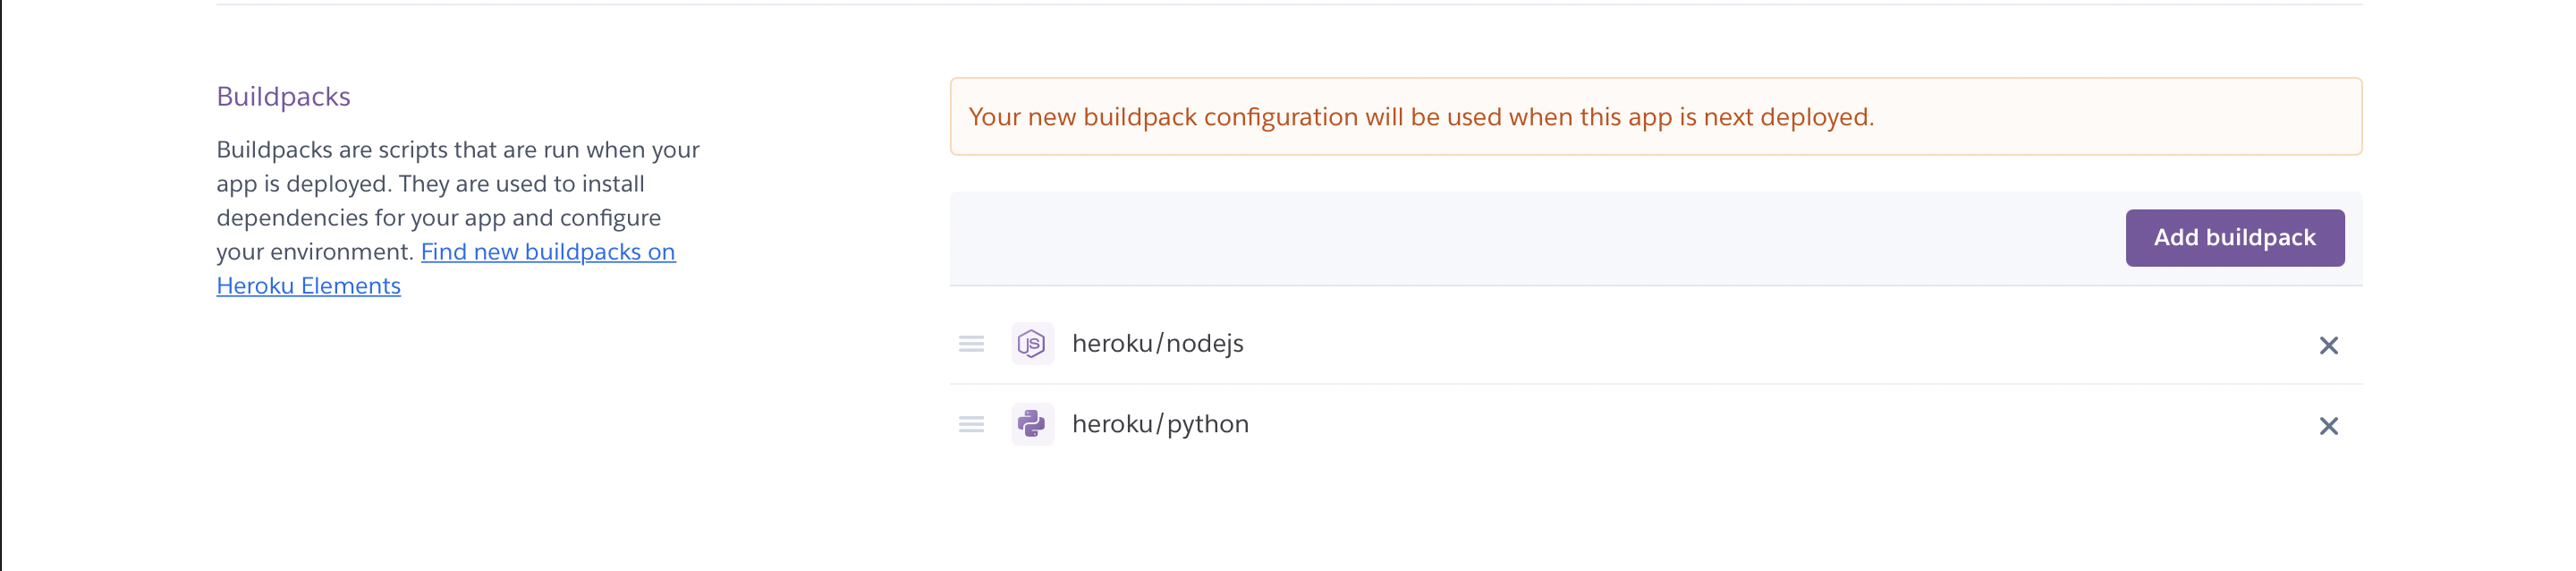 Buildpacks
Buildpacks are scripts that are run when your
app is deployed. They are used to install
dependencies for your app and configure
your environment. Find new buildpacks on
Heroku Elements
Your new buildpack configuration will be used when this app is next deployed.
Add buildpack
JS heroku/nodejs
heroku/python